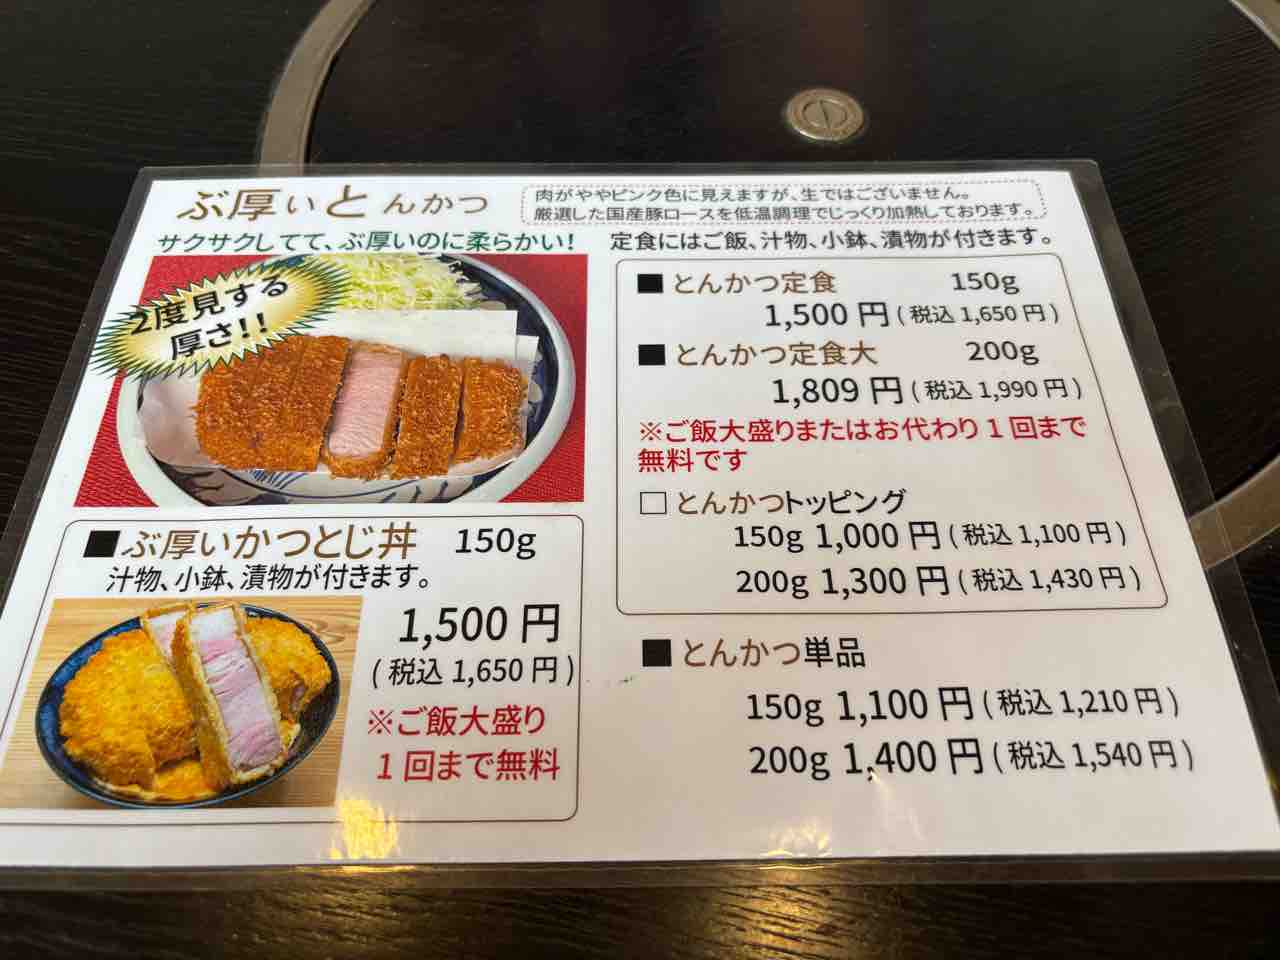 ぶ厚いとんかつ
肉がややピンク色に見えますが、生ではございません。
厳選した国産豚ロースを低温調理でじっくり加熱しております。
サクサクしてて、ぶ厚いのに柔らかい!
2度見する
厚さ!!
定食にはご飯、汁物、小鉢、漬物が付きます。
■とんかつ定食 150g
1,500円(税込1,650円)
■とんかつ定食大 200g
1,809円(税込1,990円)
※ご飯大盛りまたはお代わり1回まで
無料です
□とんかつトッピング
150g 1,000円(税込1,100円)
200g 1,300円(税込1,430円)
■とんかつ単品
150g 1,100円(税込1,210円)
200g 1,400円(税込1,540円)
■ぶ厚いかつとじ丼 150g
汁物、小鉢、漬物が付きます。
1,500円
(税込1,650円)
※ご飯大盛り
1回まで無料